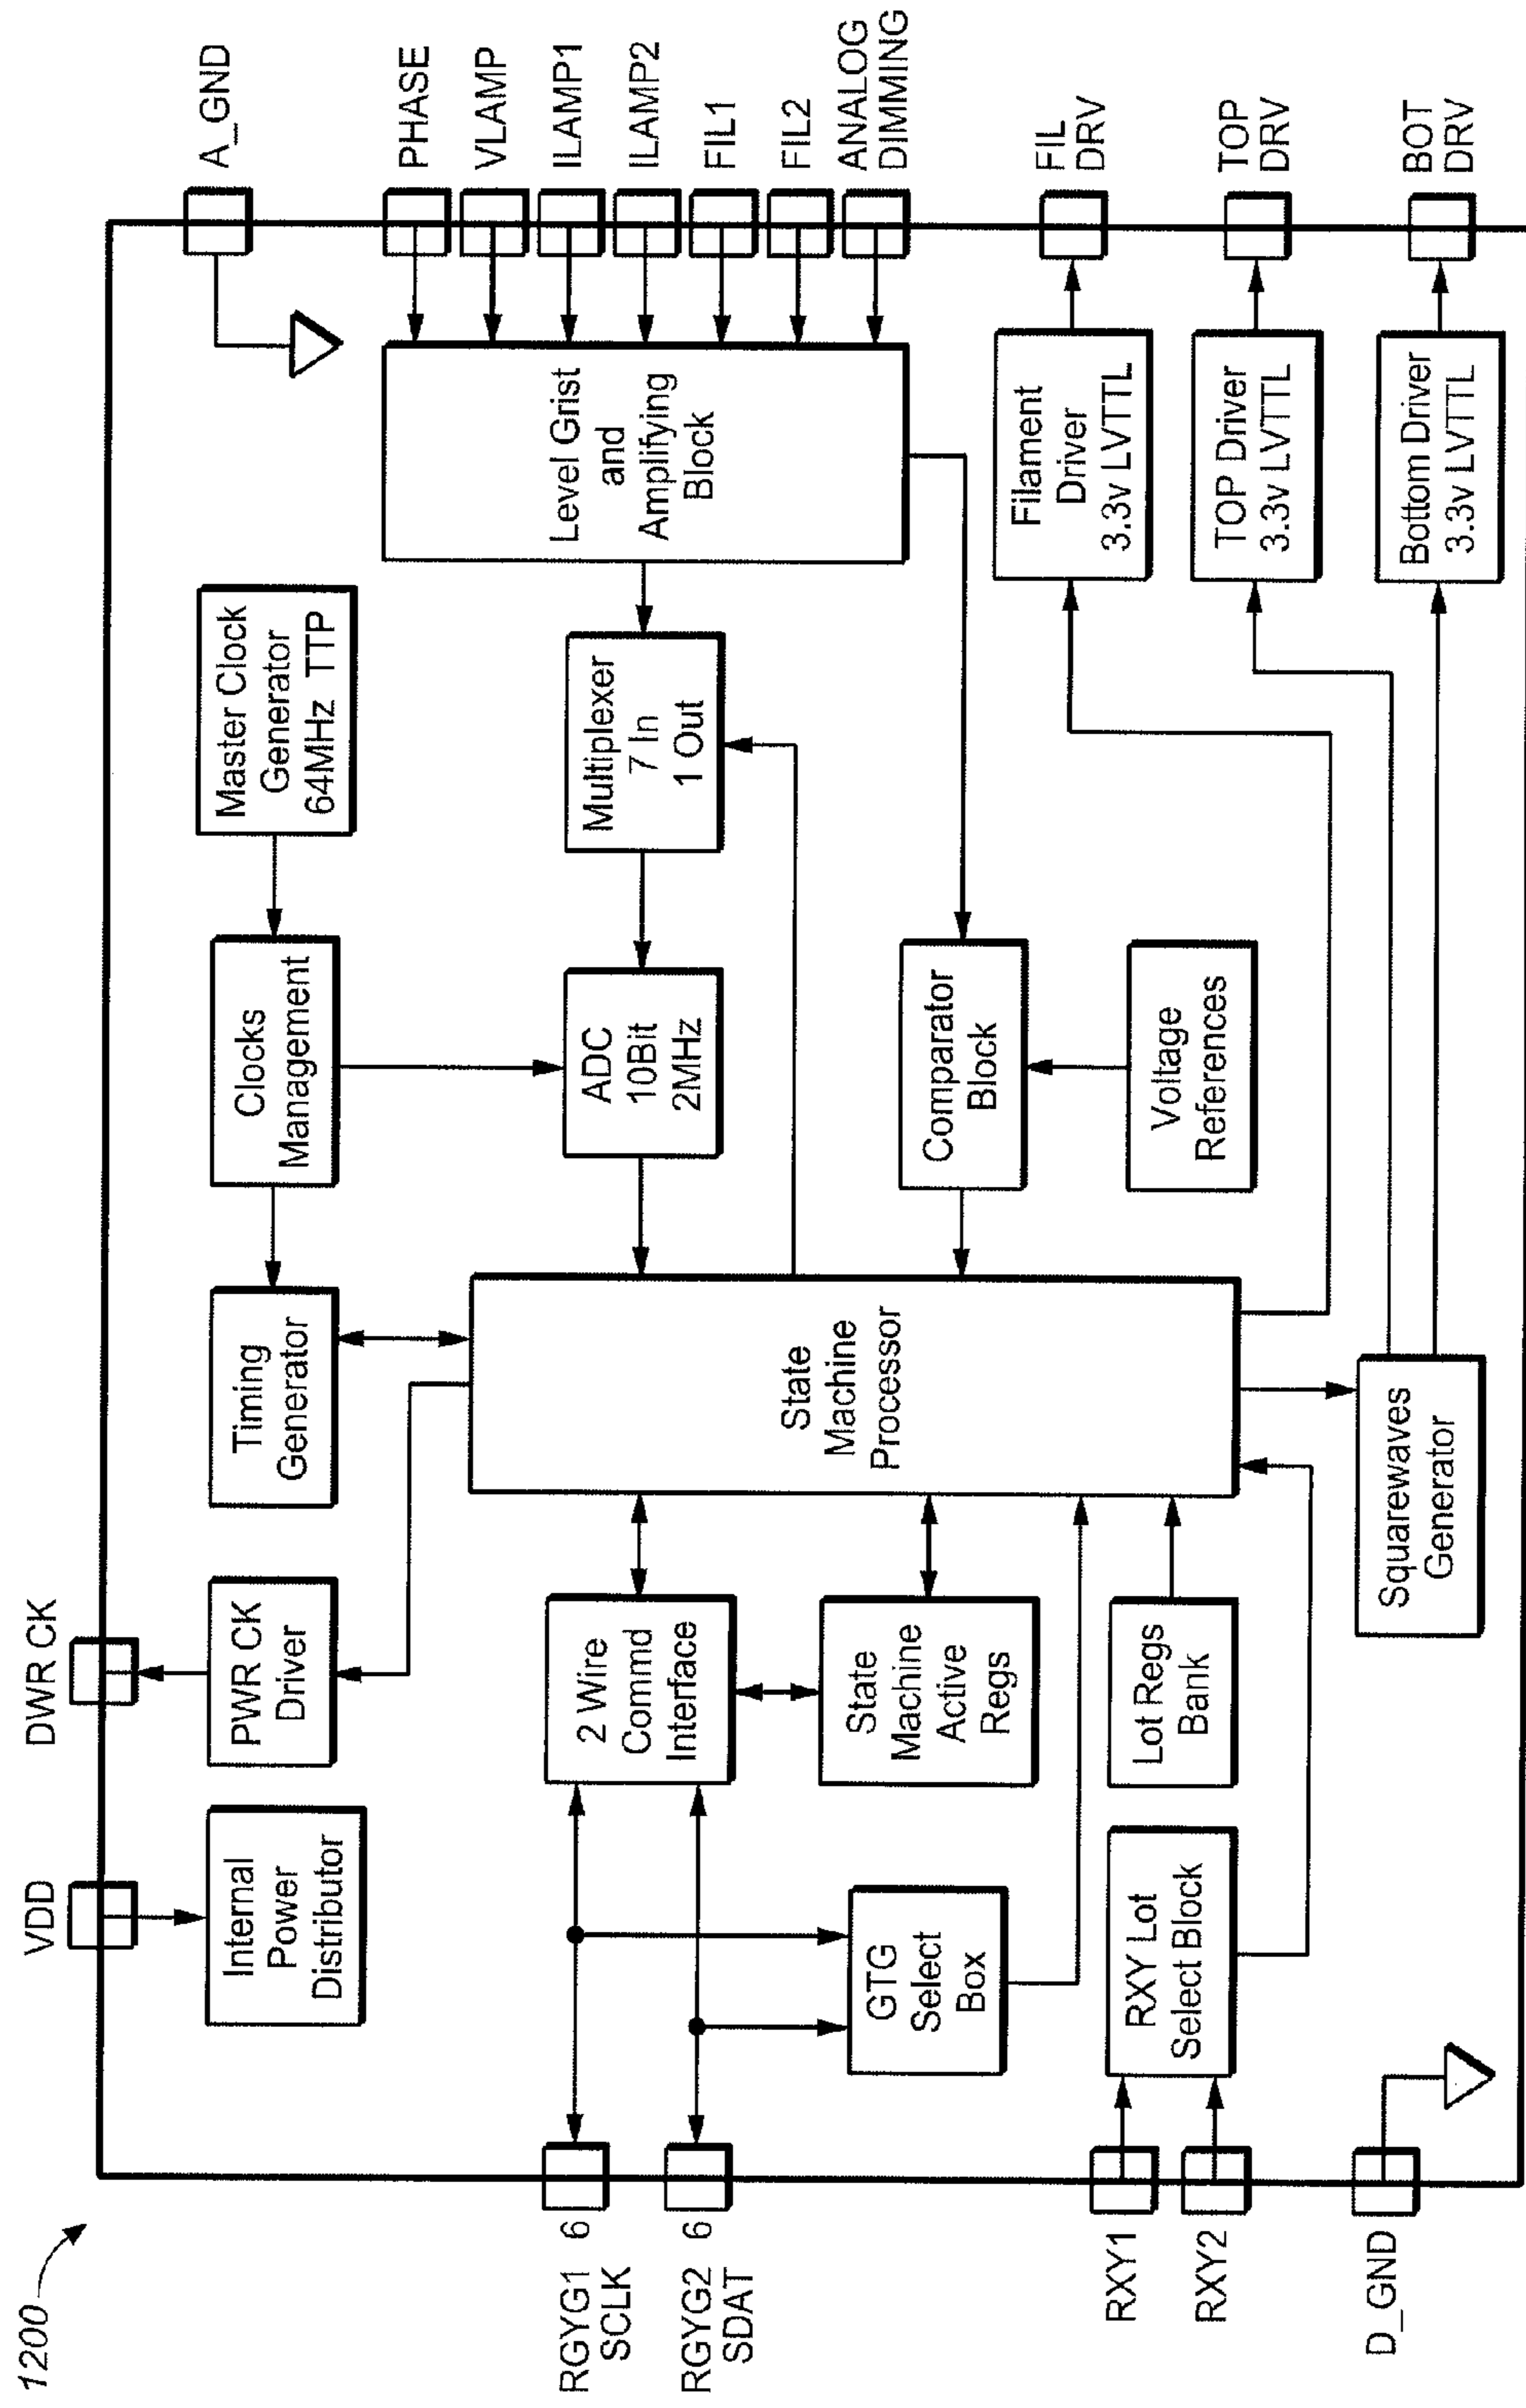 1200
VDD
DWR CK
A_GND
Internal
Power
Distributor
PWR CK
Driver
Timing
Generator
Clocks
Management
Master Clock
Generator
64MHz TTP
PHASE
VLAMP
ILAMP1
ILAMP2
FIL1
FIL2
ANALOG
DIMMING
RGYG1 6
SCLK
RGYG2 6
SDAT
2 Wire
Commd
Interface
ADC
10Bit
2MHz
Multiplexer
7 In
1 Out
Level Grist
and
Amplifying
Block
State
Machine
Processor
GTG
Select
Box
State
Machine
Active
Regs
Comparator
Block
Filament
Driver
3.3v LVTTL
FIL
DRV
RXY1
RXY2
RXY Lot
Select Block
Lot Regs
Bank
Voltage
References
TOP Driver
3.3v LVTTL
TOP
DRV
D_GND
Squarewaves
Generator
Bottom Driver
3.3v LVTTL
BOT
DRV